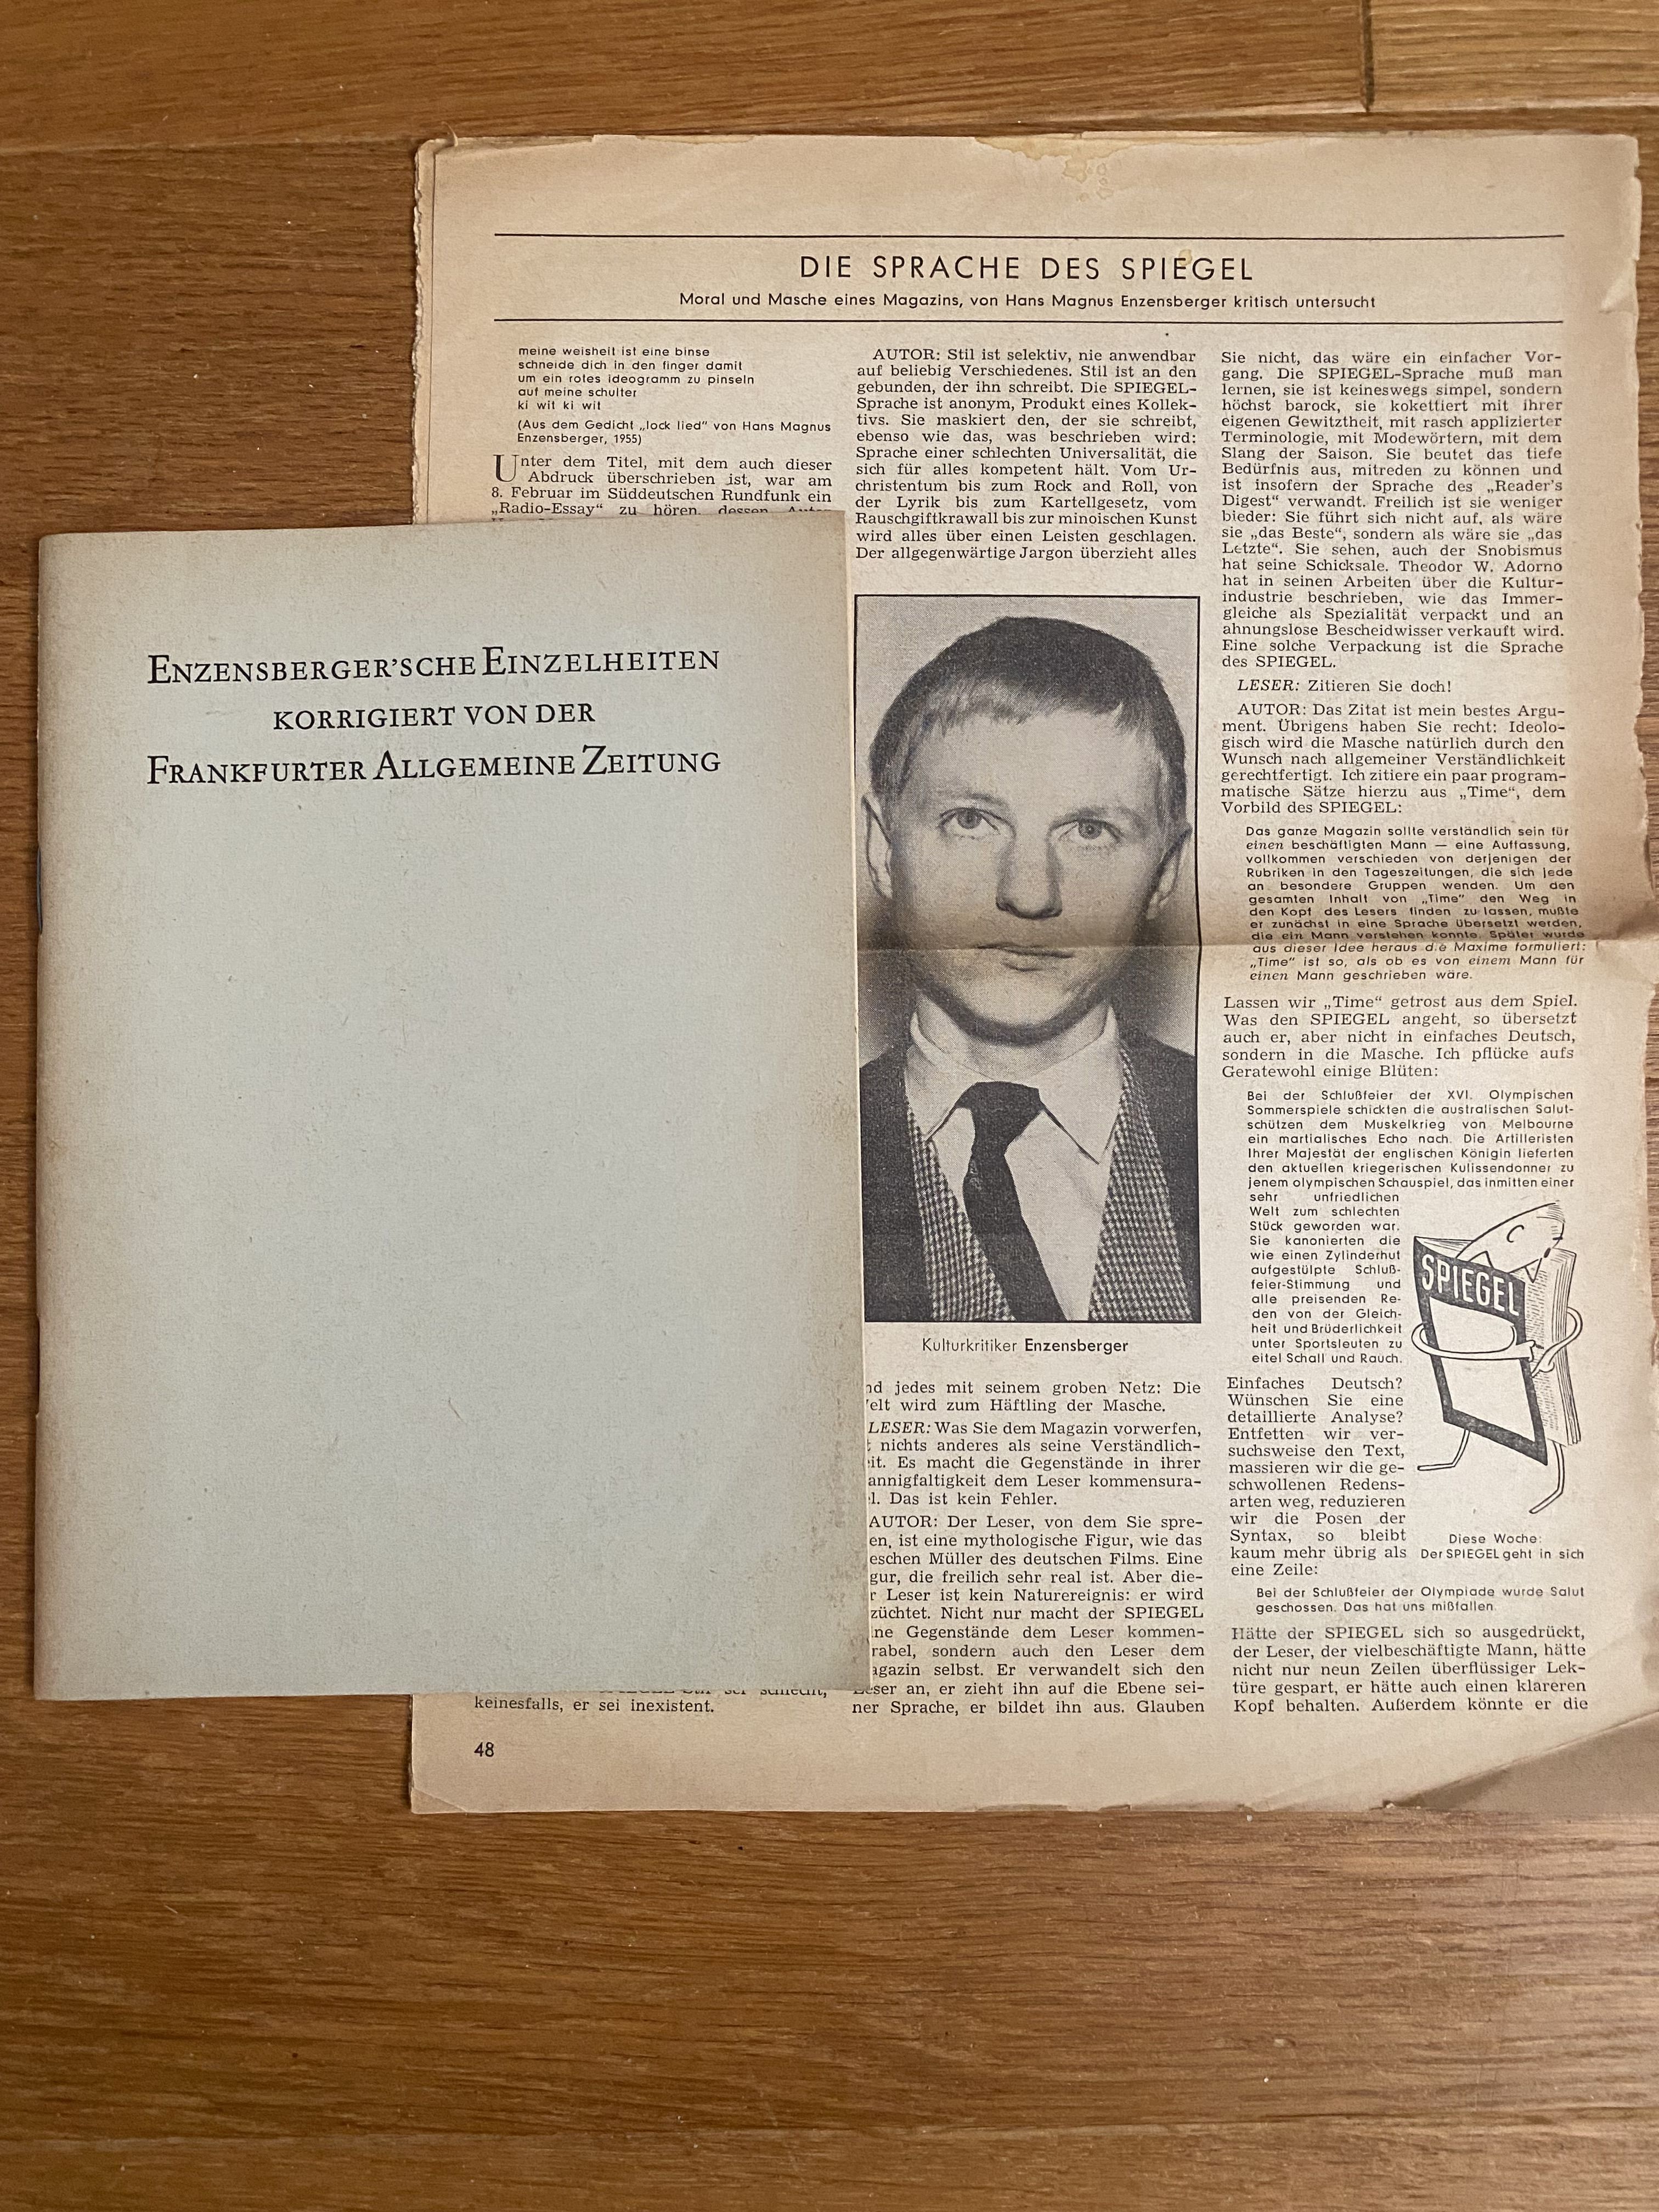 ENZENSBERGER’SCHE EINZELHEITEN
KORRIGIERT VON DER
FRANKFURTER ALLGEMEINE ZEITUNG
DIE SPRACHE DES SPIEGEL
Moral und Masche eines Magazins, von Hans Magnus Enzensberger kritisch untersucht
meine weisheit ist eine binse
schneide dich in den finger damit
um ein rotes ideogramm zu pinseln
auf meine schulter
ki wit ki wit
(Aus dem Gedicht „lock lied“ von Hans Magnus
Enzensberger, 1955)
Unter dem Titel, mit dem auch dieser
Abdruck überschrieben ist, war am
8. Februar im Süddeutschen Rundfunk ein
„Radio-Essay“ zu hören, dessen Autor
keinesfalls, er sei inexistent.
48
AUTOR: Stil ist selektiv, nie anwendbar
auf beliebig Verschiedenes. Stil ist an den
gebunden, der ihn schreibt. Die SPIEGEL-
Sprache ist anonym, Produkt eines Kollek-
tivs. Sie maskiert den, der sie schreibt,
ebenso wie das, was beschrieben wird:
Sprache einer schlechten Universalität, die
sich für alles kompetent hält. Vom Ur-
christentum bis zum Rock and Roll, von
der Lyrik bis zum Kartellgesetz, vom
Rauschgiftkrawall bis zur minoischen Kunst
wird alles über einen Leisten geschlagen.
Der allgegenwärtige Jargon überzieht alles
Kulturkritiker Enzensberger
nd jedes mit seinem groben Netz: Die
elt wird zum Häftling der Masche.
LESER: Was Sie dem Magazin vorwerfen,
t nichts anderes als seine Verständlich-
eit. Es macht die Gegenstände in ihrer
annigfaltigkeit dem Leser kommensura-
l. Das ist kein Fehler.
AUTOR: Der Leser, von dem Sie spre-
en, ist eine mythologische Figur, wie das
eschen Müller des deutschen Films. Eine
gur, die freilich sehr real ist. Aber die-
r Leser ist kein Naturereignis: er wird
züchtet. Nicht nur macht der SPIEGEL
ine Gegenstände dem Leser kommen-
rabel, sondern auch den Leser dem
agazin selbst. Er verwandelt sich den
Leser an, er zieht ihn auf die Ebene sei-
ner Sprache, er bildet ihn aus. Glauben
Sie nicht, das wäre ein einfacher Vor-
gang. Die SPIEGEL-Sprache muß man
lernen, sie ist keineswegs simpel, sondern
höchst barock, sie kokettiert mit ihrer
eigenen Gewitztheit, mit rasch applizierter
Terminologie, mit Modewörtern, mit dem
Slang der Saison. Sie beutet das tiefe
Bedürfnis aus, mitreden zu können und
ist insofern der Sprache des „Reader’s
Digest“ verwandt. Freilich ist sie weniger
bieder: Sie führt sich nicht auf, als wäre
sie „das Beste“, sondern als wäre sie „das
Letzte“. Sie sehen, auch der Snobismus
hat seine Schicksale. Theodor W. Adorno
hat in seinen Arbeiten über die Kultur-
industrie beschrieben, wie das Immer-
gleiche als Spezialität verpackt und an
ahnungslose Bescheidwisser verkauft wird.
Eine solche Verpackung ist die Sprache
des SPIEGEL.
LESER: Zitieren Sie doch!
AUTOR: Das Zitat ist mein bestes Argu-
ment. Übrigens haben Sie recht: Ideolo-
gisch wird die Masche natürlich durch den
Wunsch nach allgemeiner Verständlichkeit
gerechtfertigt. Ich zitiere ein paar program-
matische Sätze hierzu aus „Time“, dem
Vorbild des SPIEGEL:
Das ganze Magazin sollte verständlich sein für
einen beschäftigten Mann — eine Auffassung,
vollkommen verschieden von derjenigen der
Rubriken in den Tageszeitungen, die sich jede
an besondere Gruppen wenden. Um den
gesamten Inhalt von „Time“ den Weg in
den Kopf des Lesers finden zu lassen, mußte
er zunächst in eine Sprache übersetzt werden,
die ein Mann verstehen konnte. Später wurde
aus dieser Idee heraus die Maxime formuliert:
„Time“ ist so, als ob es von einem Mann für
einen Mann geschrieben wäre.
Lassen wir „Time“ getrost aus dem Spiel.
Was den SPIEGEL angeht, so übersetzt
auch er, aber nicht in einfaches Deutsch,
sondern in die Masche. Ich pflücke aufs
Geratewohl einige Blüten:
Bei der Schlußfeier der XVI. Olympischen
Sommerspiele schickten die australischen Salut-
schützen dem Muskelkrieg von Melbourne
ein martialisches Echo nach. Die Artilleristen
Ihrer Majestät der englischen Königin lieferten
den aktuellen kriegerischen Kulissendonner zu
jenem olympischen Schauspiel, das inmitten einer
sehr unfriedlichen
Welt zum schlechten
Stück geworden war.
Sie kanonierten die
wie einen Zylinderhut
aufgestülpte Schluß-
feier-Stimmung und
alle preisenden Re-
den von der Gleich-
heit und Brüderlichkeit
unter Sportsleuten zu
eitel Schall und Rauch.
SPIEGEL
Diese Woche:
Der SPIEGEL geht in sich
Einfaches Deutsch?
Wünschen Sie eine
detaillierte Analyse?
Entfetten wir ver-
suchsweise den Text,
massieren wir die ge-
schwollenen Redens-
arten weg, reduzieren
wir die Posen der
Syntax, so bleibt
kaum mehr übrig als
eine Zeile:
Bei der Schlußfeier der Olympiade wurde Salut
geschossen. Das hat uns mißfallen.
Hätte der SPIEGEL sich so ausgedrückt,
der Leser, der vielbeschäftigte Mann, hätte
nicht nur neun Zeilen überflüssiger Lek-
türe gespart, er hätte auch einen klareren
Kopf behalten. Außerdem könnte er die